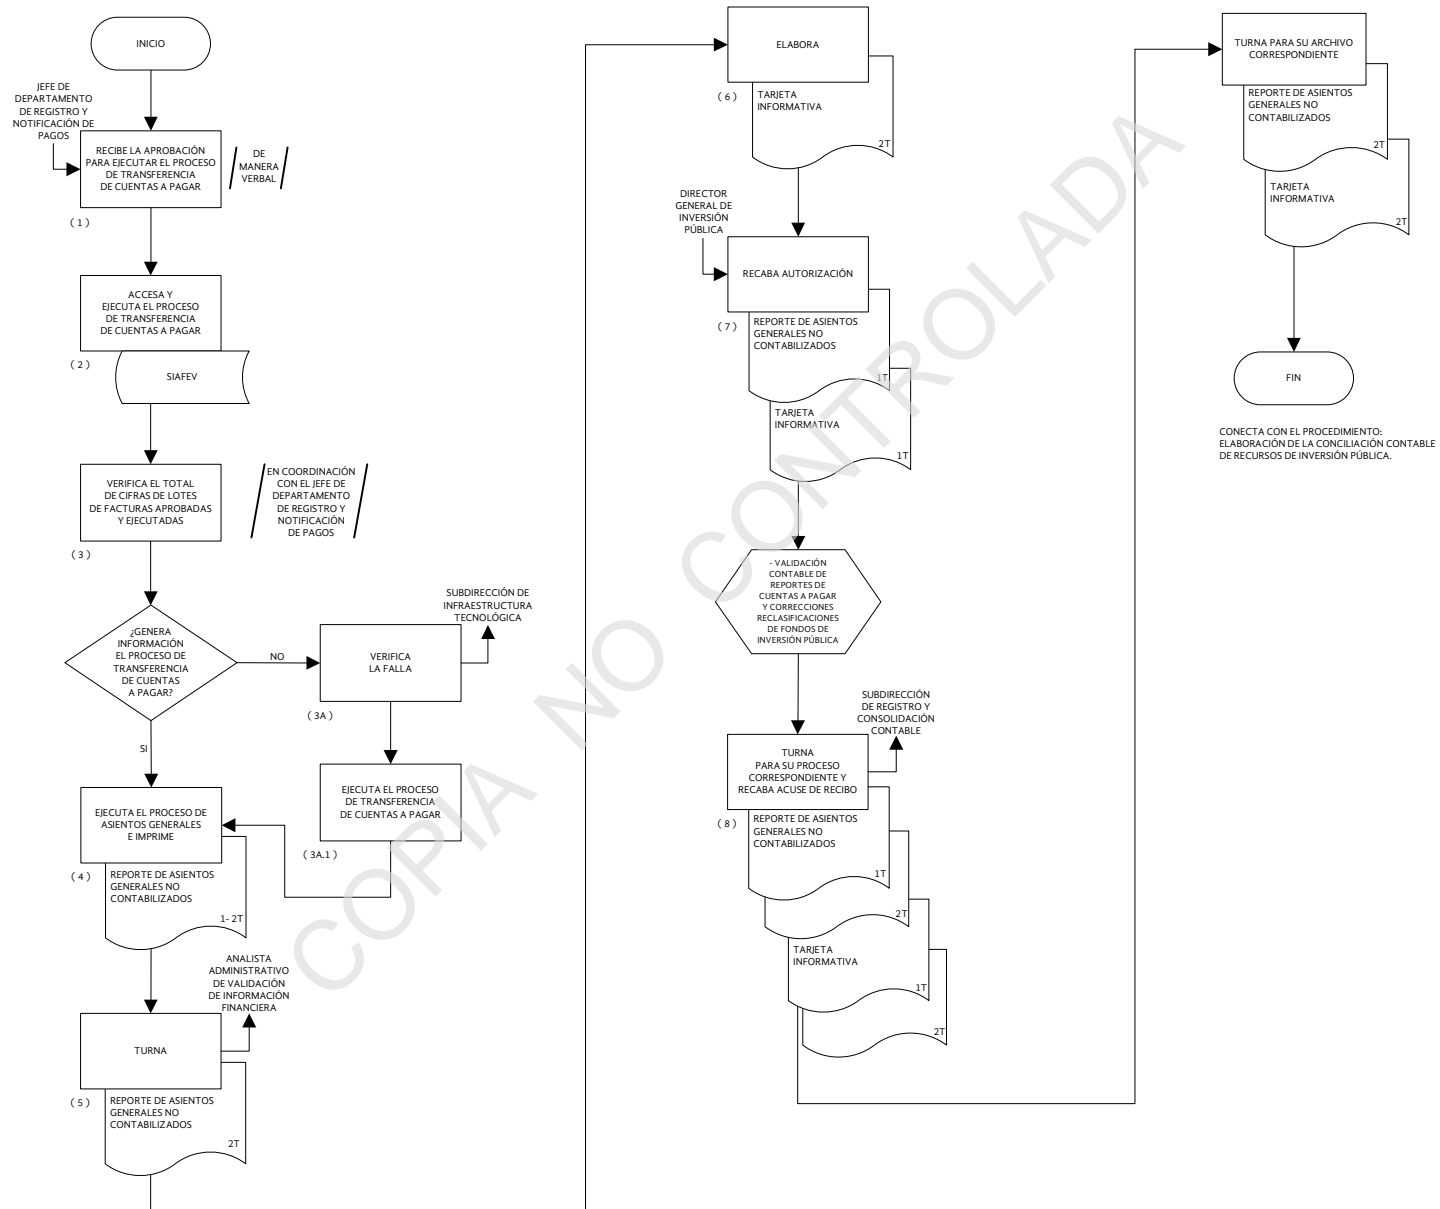 INICIO
JEFE DE
DEPARTAMENTO
DE REGISTRO Y
NOTIFICACIÓN DE
PAGOS
RECIBE LA APROBACIÓN
PARA EJECUTAR EL PROCESO
DE TRANSFERENCIA
DE CUENTAS A PAGAR
DE
MANERA
VERBAL
( 1 )
ACCESA Y
EJECUTA EL PROCESO
DE TRANSFERENCIA
DE CUENTAS A PAGAR
( 2 )
SIAFEV
VERIFICA EL TOTAL
DE CIFRAS DE LOTES
DE FACTURAS APROBADAS
Y EJECUTADAS
EN COORDINACIÓN
CON EL JEFE DE
DEPARTAMENTO
DE REGISTRO Y
NOTIFICACIÓN
DE PAGOS
( 3 )
¿GENERA
INFORMACIÓN
EL PROCESO DE
TRANSFERENCIA
DE CUENTAS
A PAGAR?
NO
SI
SUBDIRECCIÓN DE
INFRAESTRUCTURA
TECNOLÓGICA
VERIFICA
LA FALLA
( 3A )
EJECUTA EL PROCESO
DE TRANSFERENCIA
DE CUENTAS A PAGAR
( 3A.1 )
EJECUTA EL PROCESO DE
ASIENTOS GENERALES
E IMPRIME
( 4 )
REPORTE DE ASIENTOS
GENERALES NO
CONTABILIZADOS
1- 2T
ANALISTA
ADMINISTRATIVO
DE VALIDACIÓN
DE INFORMACIÓN
FINANCIERA
TURNA
( 5 )
REPORTE DE ASIENTOS
GENERALES NO
CONTABILIZADOS
2T
ELABORA
( 6 )
TARJETA
INFORMATIVA
2T
DIRECTOR
GENERAL DE
INVERSIÓN
PÚBLICA
RECABA AUTORIZACIÓN
( 7 )
REPORTE DE ASIENTOS
GENERALES NO
CONTABILIZADOS
1T
TARJETA
INFORMATIVA
1T
- VALIDACIÓN
CONTABLE DE
REPORTES DE
CUENTAS A PAGAR
Y CORRECCIONES
RECLASIFICACIONES
DE FONDOS DE
INVERSIÓN PÚBLICA
SUBDIRECCIÓN
DE REGISTRO Y
CONSOLIDACIÓN
CONTABLE
TURNA
PARA SU PROCESO
CORRESPONDIENTE Y
RECABA ACUSE DE RECIBO
( 8 )
REPORTE DE ASIENTOS
GENERALES NO
CONTABILIZADOS
1T
2T
TARJETA
INFORMATIVA
1T
2T
TURNA PARA SU ARCHIVO
CORRESPONDIENTE
REPORTE DE ASIENTOS
GENERALES NO
CONTABILIZADOS
2T
TARJETA
INFORMATIVA
2T
FIN
CONECTA CON EL PROCEDIMIENTO:
ELABORACIÓN DE LA CONCILIACIÓN CONTABLE
DE RECURSOS DE INVERSIÓN PÚBLICA.
COPIA NO CONTROLADA